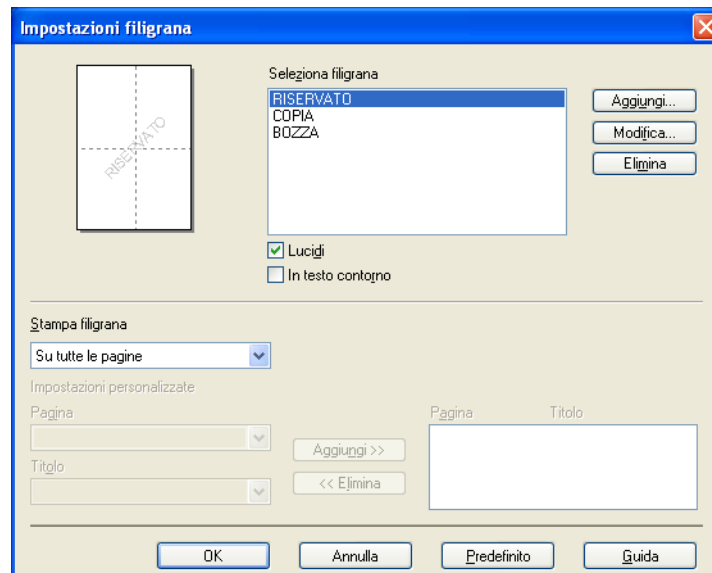 Impostazioni filigrana
RISERVATO
Seleziona filigrana
RISERVATO
COPIA
BOZZA
Aggiungi...
Modifica...
Elimina
Lucidi
In testo contorno
Stampa filigrana
Su tutte le pagine
Impostazioni personalizzate
Pagina
Titolo
Aggiungi >>
<< Elimina
Pagina Titolo
OK Annulla Predefinito Guida